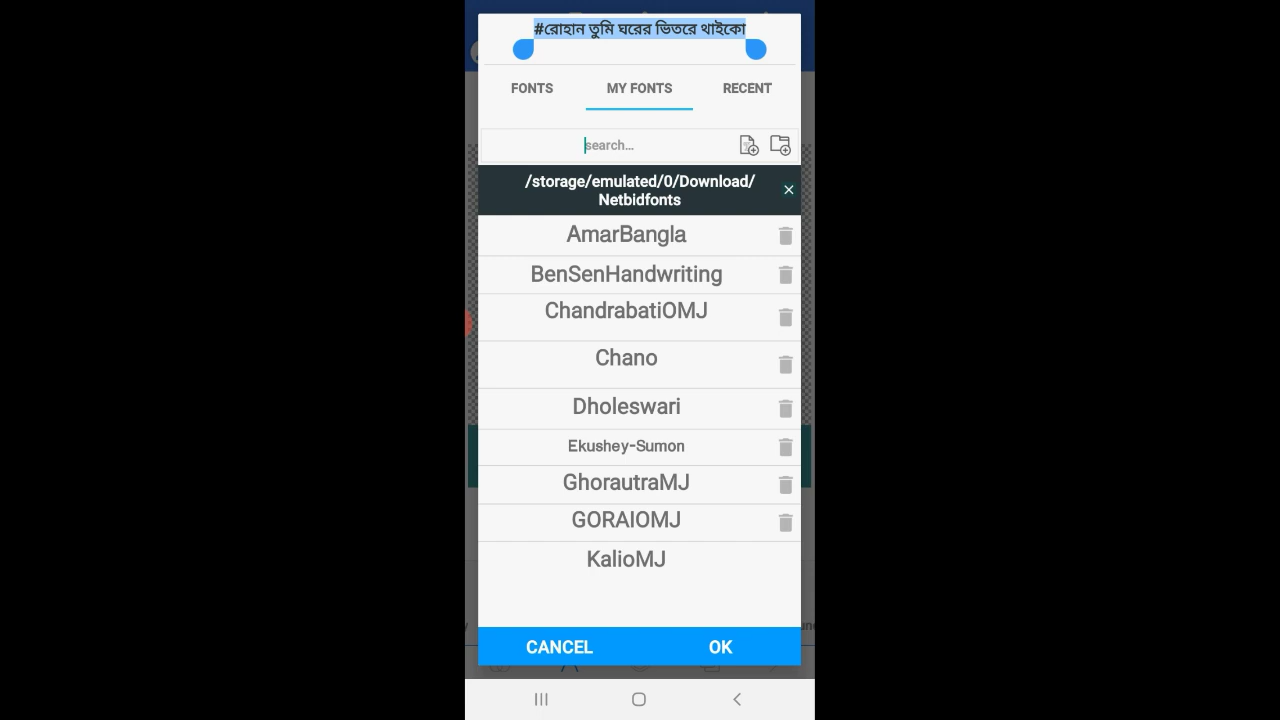 #রোহান তুমি ঘরের ভিতরে থাইকো
FONTS MY FONTS RECENT
search...
/storage/emulated/0/Download/
Netbidfonts
AmarBangla
BenSenHandwriting
ChandrabatiOMJ
Chano
Dholeswari
Ekushey-Sumon
GhorautraMJ
GORAIOMJ
KalioMJ
CANCEL OK